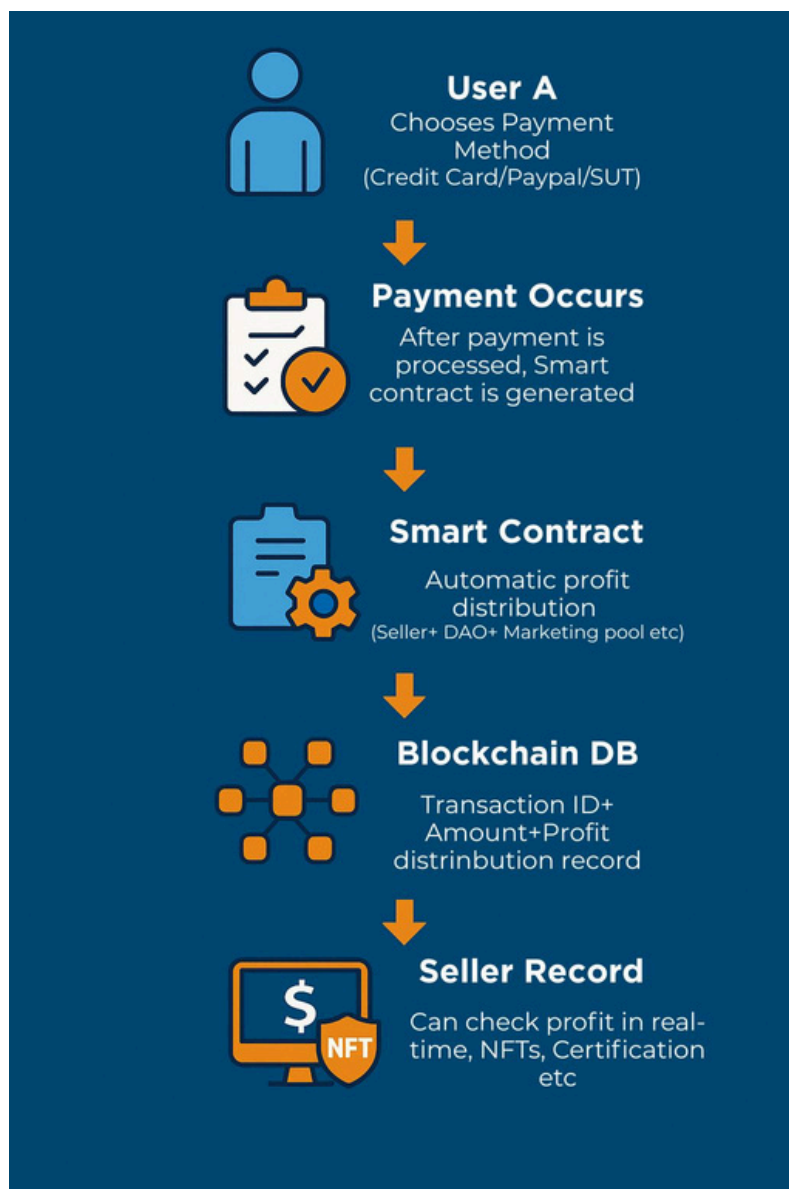 User A
Chooses Payment
Method
(Credit Card/Paypal/SUT)
Payment Occurs
After payment is
processed, Smart
contract is generated
Smart Contract
Automatic profit
distribution
(Seller+ DAO+ Marketing pool etc)
Blockchain DB
Transaction ID+
Amount+Profit
distrinbution record
Seller Record
$
NFT
Can check profit in real-
time, NFTs, Certification
etc